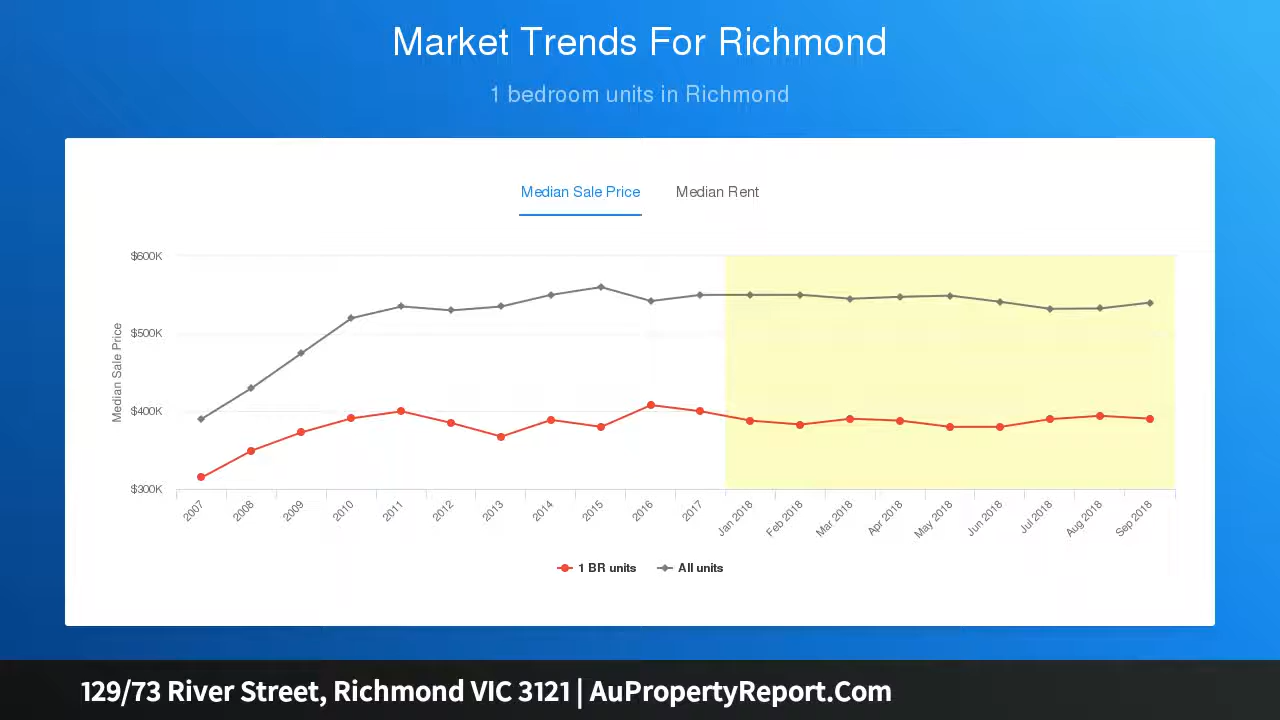 Market Trends For Richmond
1 bedroom units in Richmond
Median Sale Price Median Rent
$600K
$500K
$400K
$300K
Median Sale Price
2007 2008 2009 2010 2011 2012 2013 2014 2015 2016 2017 Jan 2018 Feb 2018 Mar 2018 Apr 2018 May 2018 Jun 2018 Jul 2018 Aug 2018 Sep 2018
1 BR units All units
129/73 River Street, Richmond VIC 3121 | AuPropertyReport.Com